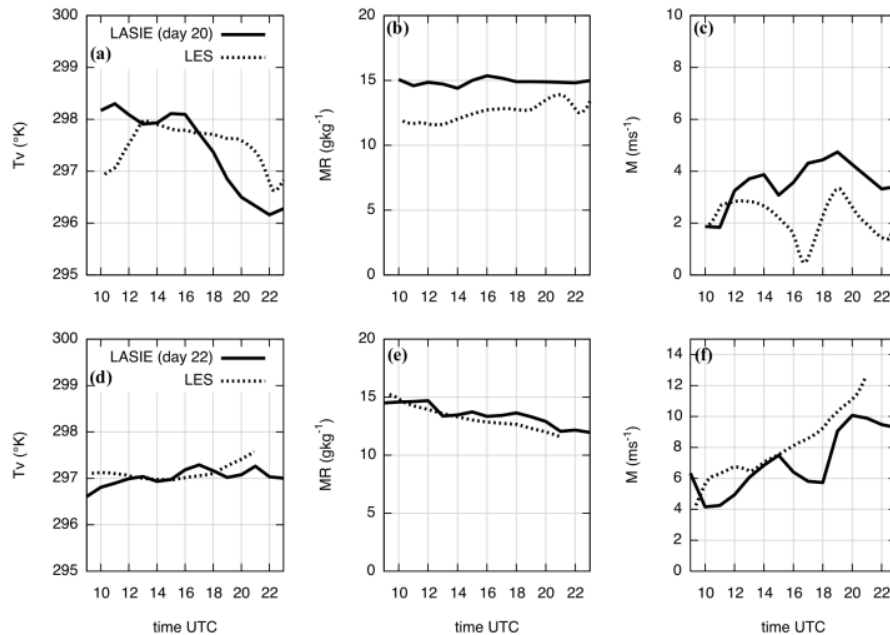 300
299
298
297
296
295
Tv (°K)
LASIE (day 20)
(a)
LES
10 12 14 16 18 20 22
20
15
10
5
0
MR (gkg-1)
(b)
10 12 14 16 18 20 22
10
8
6
4
2
0
M (ms-1)
(c)
10 12 14 16 18 20 22
300
299
298
297
296
295
Tv (°K)
LASIE (day 22)
(d)
LES
10 12 14 16 18 20 22
time UTC
20
15
10
5
0
MR (gkg-1)
(e)
10 12 14 16 18 20 22
time UTC
14
12
10
8
6
4
2
0
M (ms-1)
(f)
10 12 14 16 18 20 22
time UTC